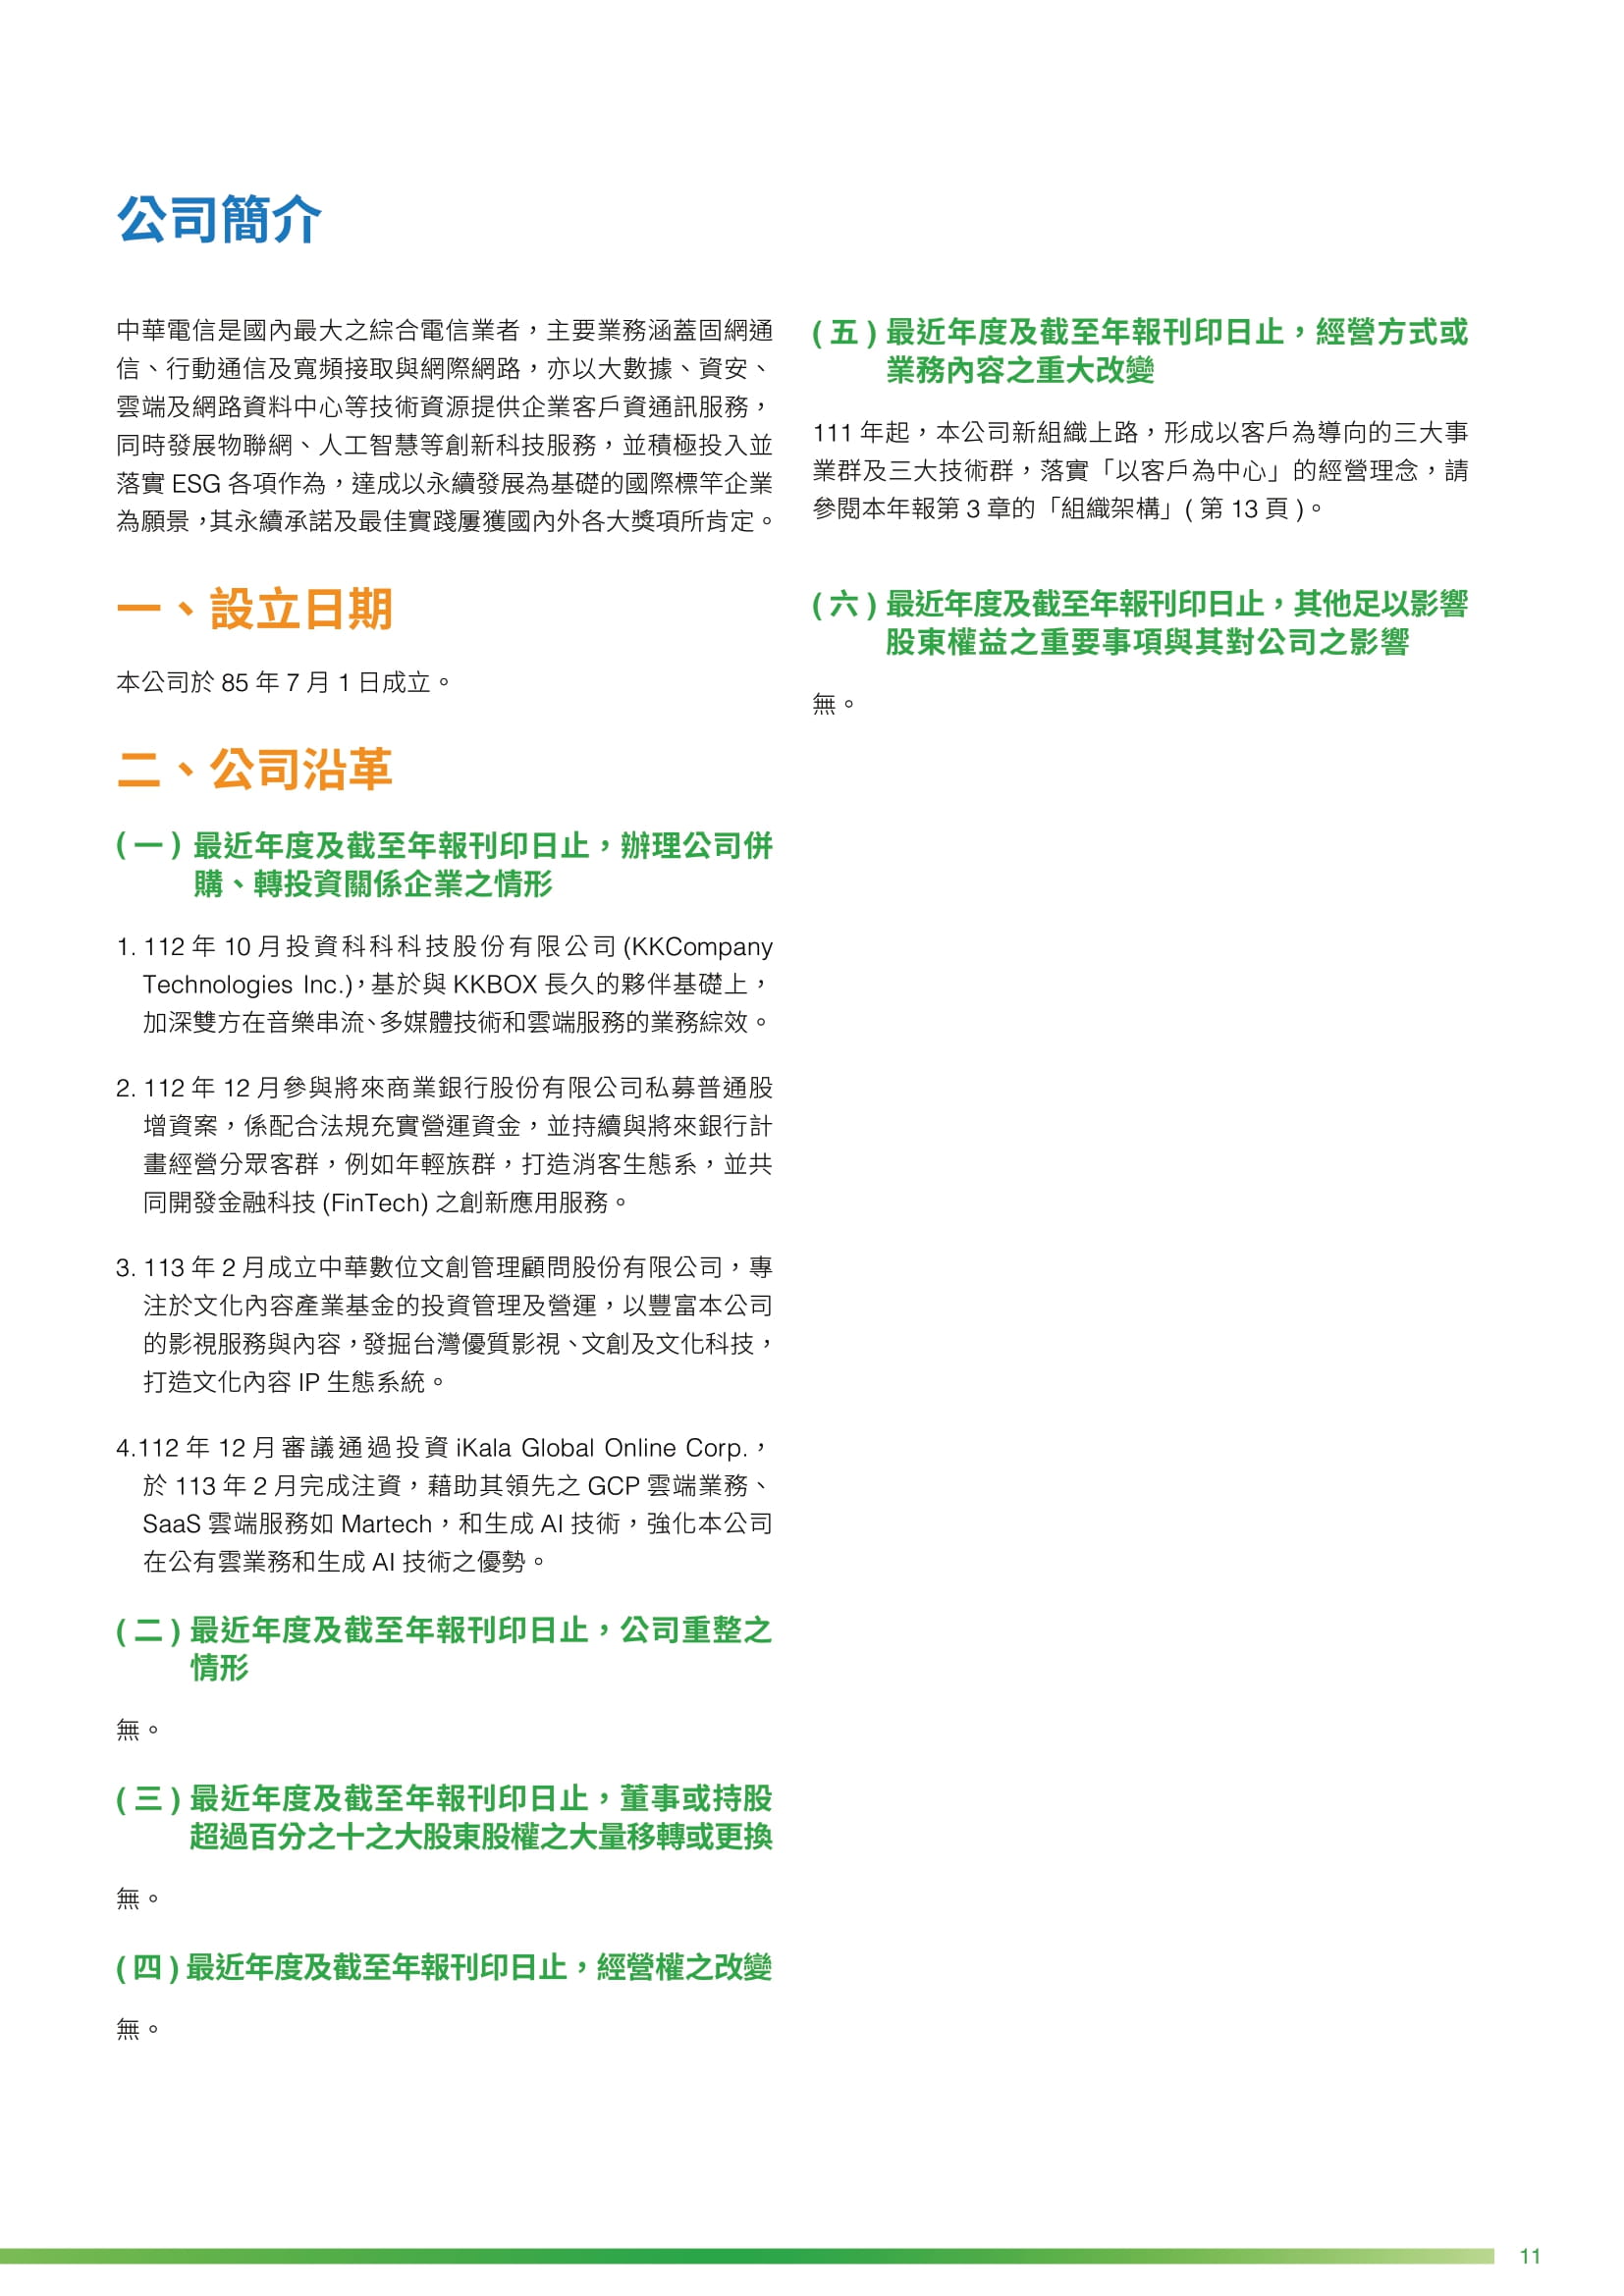 公司簡介
中華電信是國內最大之綜合電信業者，主要業務涵蓋固網通
信、行動通信及寬頻接取與網際網路，亦以大數據、資安、
雲端及網路資料中心等技術資源提供企業客戶資通訊服務，
同時發展物聯網、人工智慧等創新科技服務，並積極投入並
落實 ESG 各項作為，達成以永續發展為基礎的國際標竿企業
為願景，其永續承諾及最佳實踐屢獲國內外各大獎項所肯定。
一、設立日期
本公司於 85 年 7 月 1 日成立。
二、公司沿革
( 一 ) 最近年度及截至年報刊印日止，辦理公司併
購、轉投資關係企業之情形
1. 112 年 10 月投資科科科技股份有限公司 (KKCompany
Technologies Inc.)，基於與 KKBOX 長久的夥伴基礎上，
加深雙方在音樂串流、多媒體技術和雲端服務的業務綜效。
2. 112 年 12 月參與將來商業銀行股份有限公司私募普通股
增資案，係配合法規充實營運資金，並持續與將來銀行計
畫經營分眾客群，例如年輕族群，打造消客生態系，並共
同開發金融科技 (FinTech) 之創新應用服務。
3. 113 年 2 月成立中華數位文創管理顧問股份有限公司，專
注於文化內容產業基金的投資管理及營運，以豐富本公司
的影視服務與內容，發掘台灣優質影視、文創及文化科技，
打造文化內容 IP 生態系統。
4.112 年 12 月審議通過投資 iKala Global Online Corp.，
於 113 年 2 月完成注資，藉助其領先之 GCP 雲端業務、
SaaS 雲端服務如 Martech，和生成 AI 技術，強化本公司
在公有雲業務和生成 AI 技術之優勢。
( 二 ) 最近年度及截至年報刊印日止，公司重整之
情形
無。
( 三 ) 最近年度及截至年報刊印日止，董事或持股
超過百分之十之大股東股權之大量移轉或更換
無。
( 四 ) 最近年度及截至年報刊印日止，經營權之改變
無。
( 五 ) 最近年度及截至年報刊印日止，經營方式或
業務內容之重大改變
111 年起，本公司新組織上路，形成以客戶為導向的三大事
業群及三大技術群，落實「以客戶為中心」的經營理念，請
參閱本年報第 3 章的「組織架構」( 第 13 頁 )。
( 六 ) 最近年度及截至年報刊印日止，其他足以影響
股東權益之重要事項與其對公司之影響
無。
11